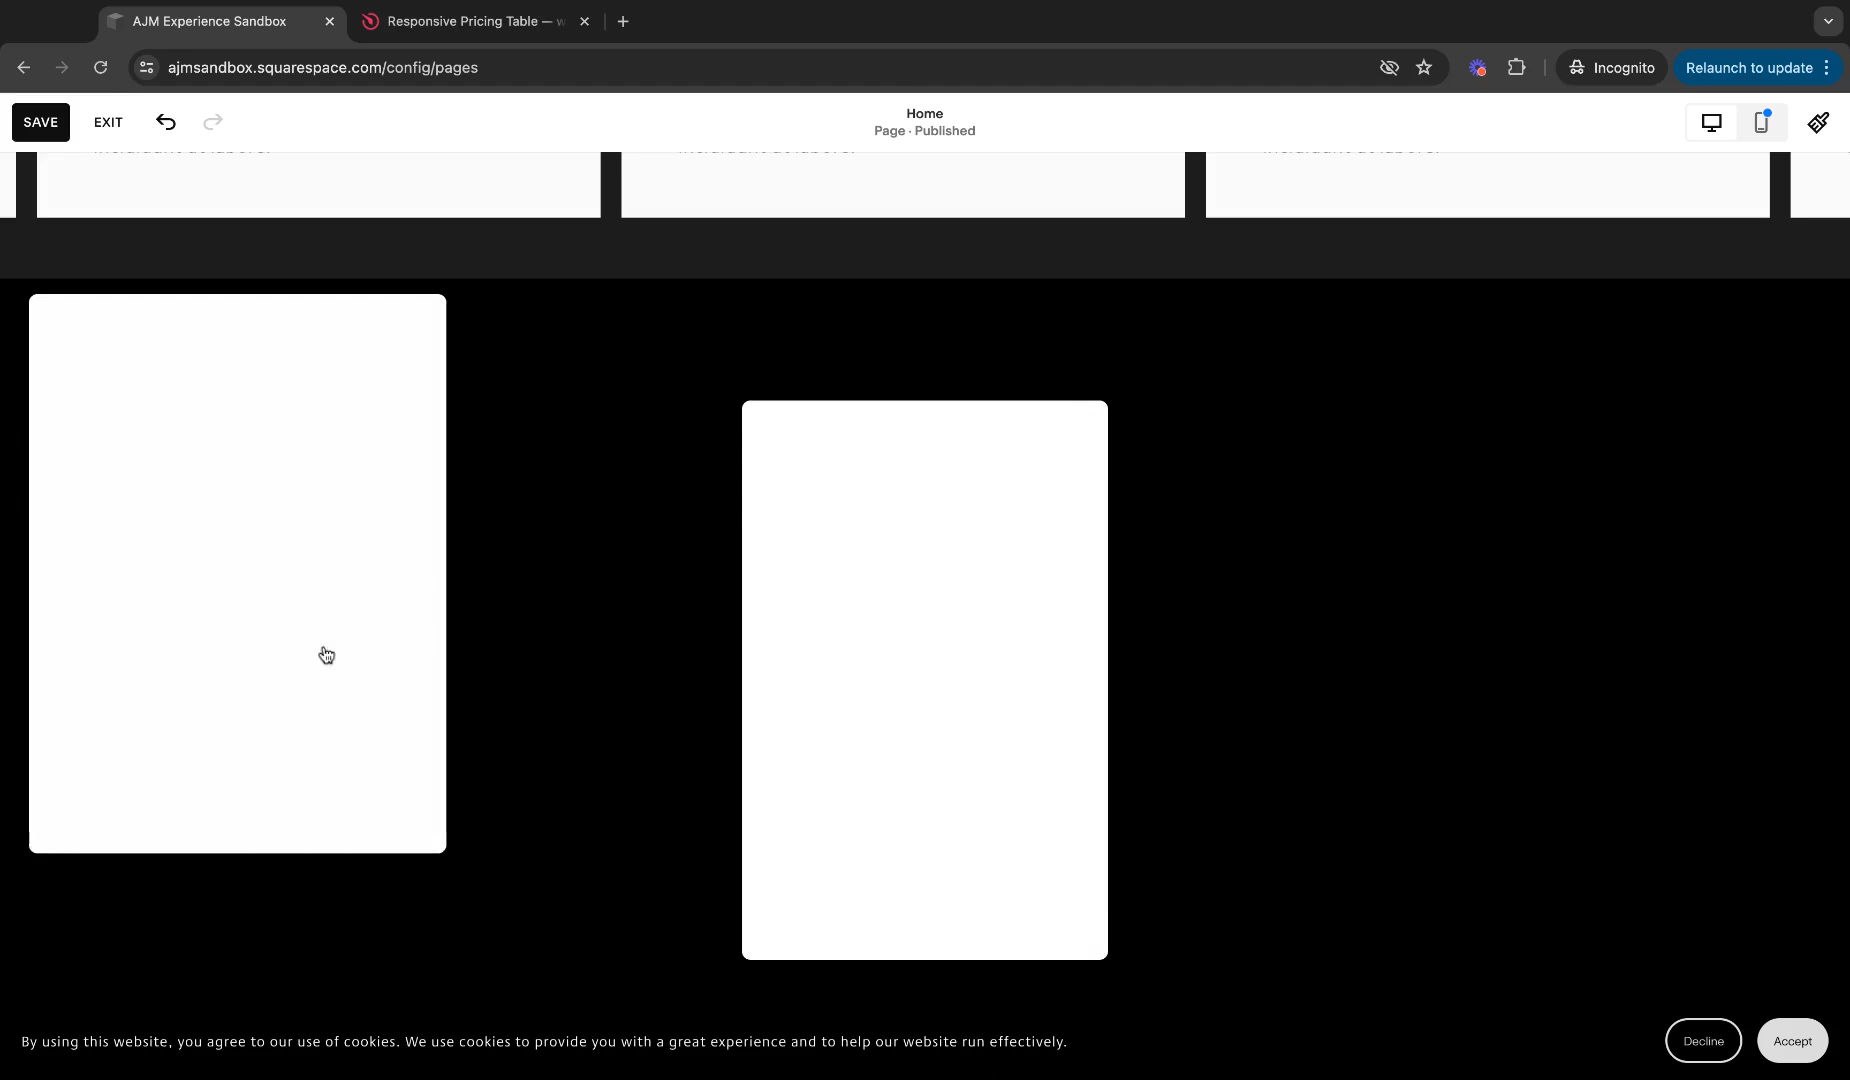 AJM Experience Sandbox
Responsive Pricing Table — w
ajmsandbox.squarespace.com/config/pages
Incognito
Relaunch to update
SAVE
EXIT
Home
Page · Published
By using this website, you agree to our use of cookies. We use cookies to provide you with a great experience and to help our website run effectively.
Decline
Accept